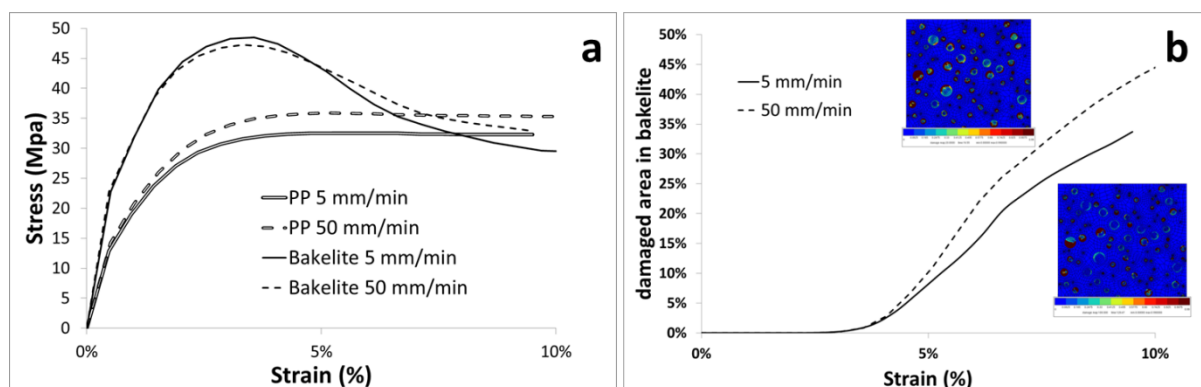 a
50
45
40
35
30
25
20
15
10
5
0
Stress (Mpa)
PP 5 mm/min
PP 50 mm/min
Bakelite 5 mm/min
Bakelite 50 mm/min
0%
5%
10%
Strain (%)
b
50%
45%
40%
35%
30%
25%
20%
15%
10%
5%
0%
damaged area in bakelite
5 mm/min
50 mm/min
0%
5%
10%
Strain (%)